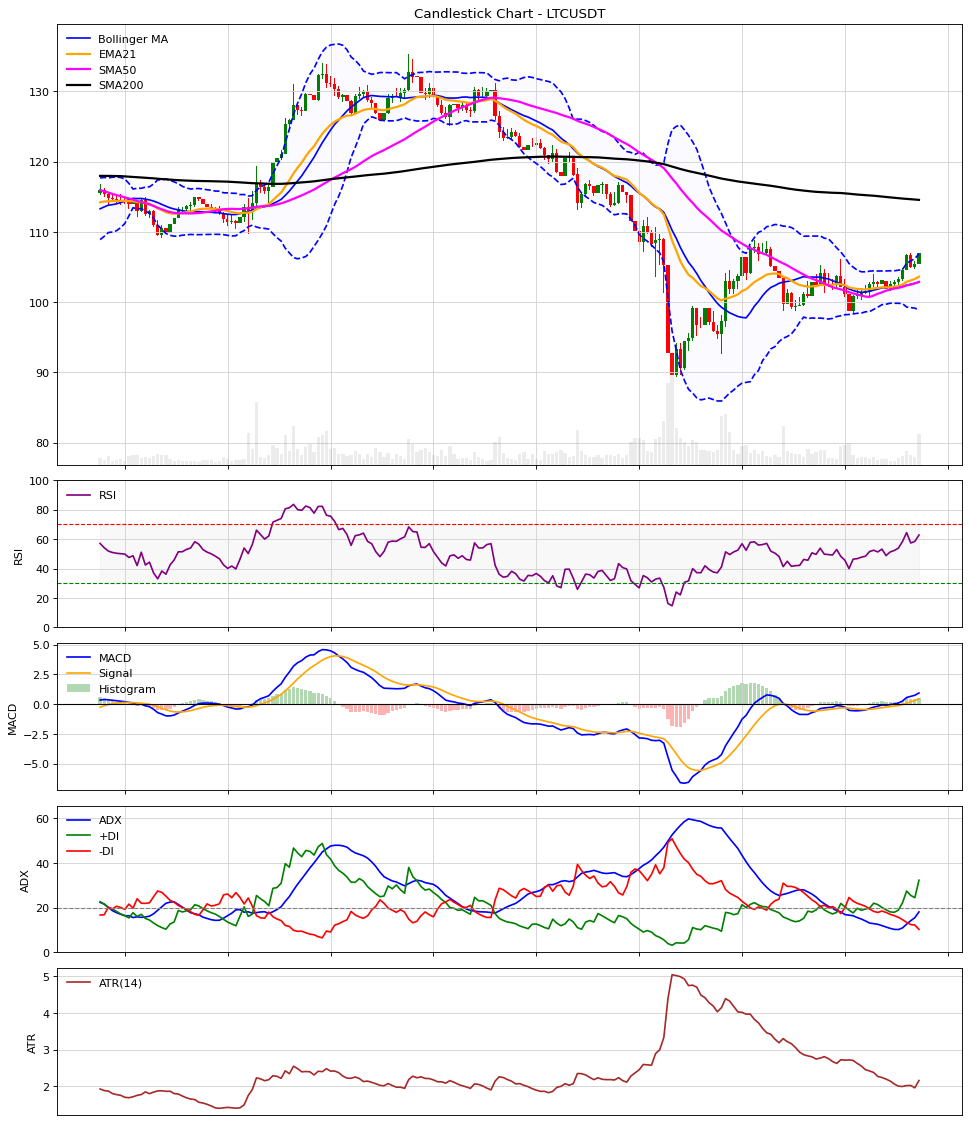 Candlestick Chart - LTCUSDT
Bollinger MA
EMA21
SMA50
SMA200
130
120
110
100
90
80
RSI
100
80
60
40
20
0
RSI
MACD
Signal
Histogram
5.0
2.5
0.0
−2.5
−5.0
MACD
ADX
+DI
-DI
60
40
20
0
ADX
ATR(14)
5
4
3
2
ATR